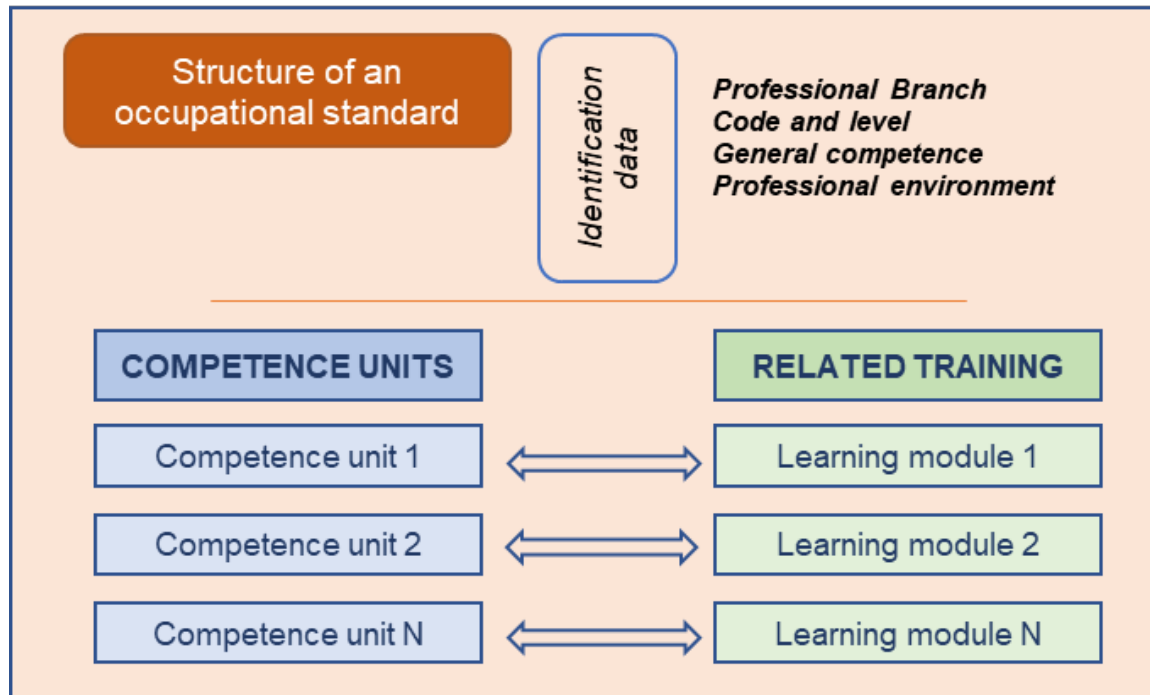 Structure of an
occupational standard
Identification
data
Professional Branch
Code and level
General competence
Professional environment
COMPETENCE UNITS
RELATED TRAINING
Competence unit 1
Learning module 1
Competence unit 2
Learning module 2
Competence unit N
Learning module N